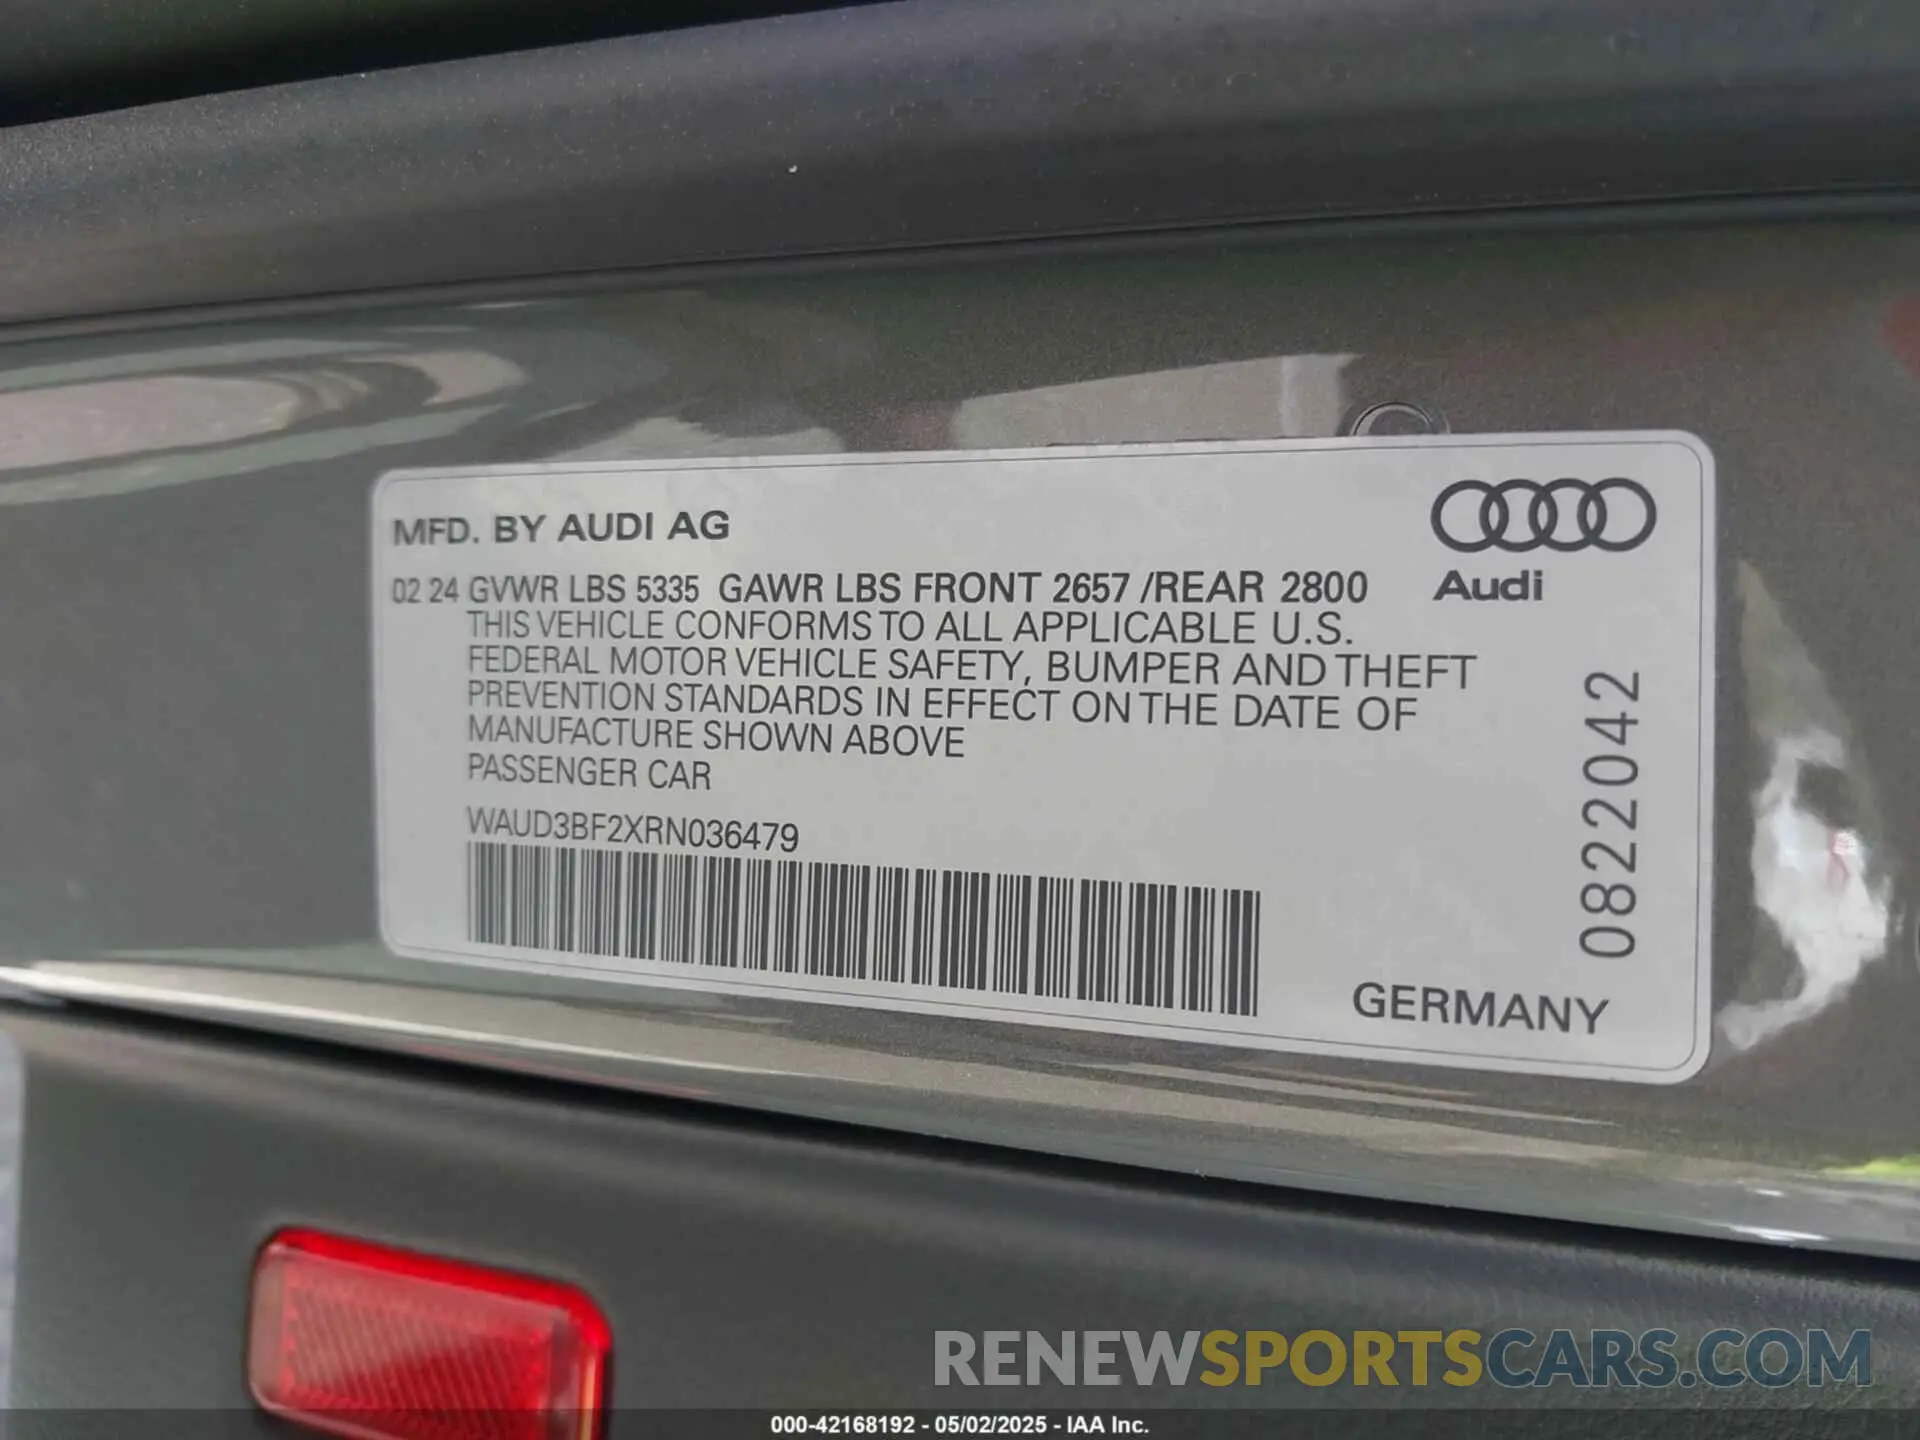 MFD. BY AUDI AG
Audi
02 24 GVWR LBS 5335 GAWR LBS FRONT 2657 /REAR 2800
THIS VEHICLE CONFORMS TO ALL APPLICABLE U.S.
FEDERAL MOTOR VEHICLE SAFETY, BUMPER AND THEFT
PREVENTION STANDARDS IN EFFECT ON THE DATE OF
MANUFACTURE SHOWN ABOVE
PASSENGER CAR
WAUD3BF2XRN036479
0822042
GERMANY
RENEWSPORTSCARS.COM
000-42168192 - 05/02/2025 - IAA Inc.